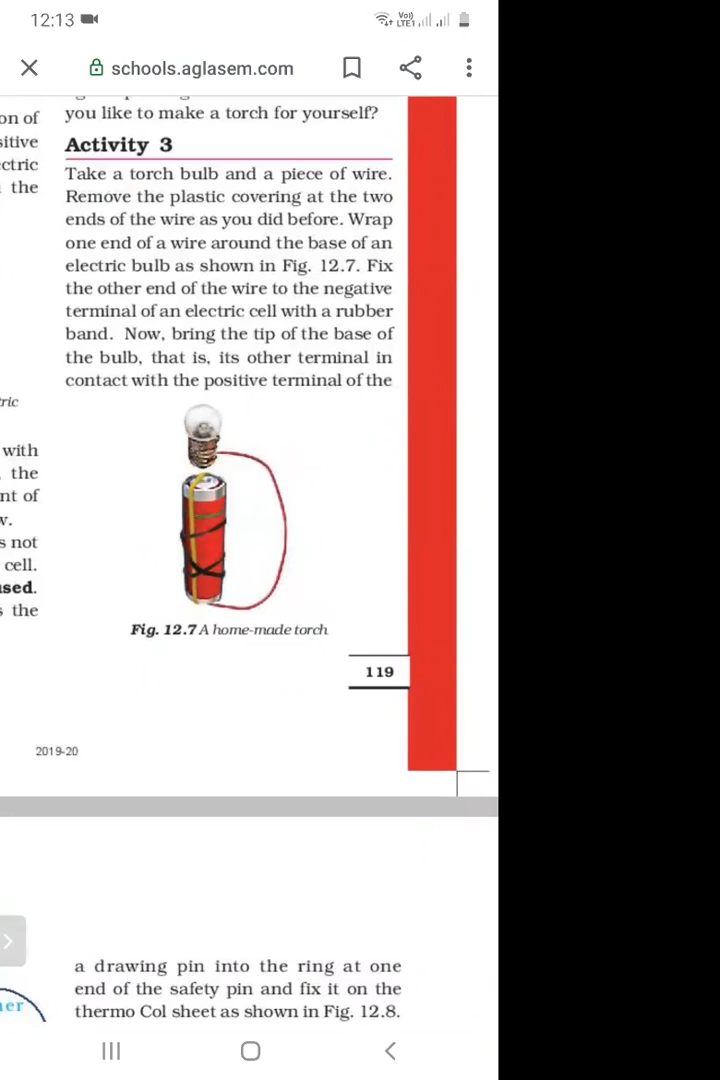 12:13
Vo)
LTE1
schools.aglasem.com
on of
sitive
ectric
the
tric
with
, the
nt of
w.
s not
cell.
used.
s the
you like to make a torch for yourself?
Activity 3
Take a torch bulb and a piece of wire.
Remove the plastic covering at the two
ends of the wire as you did before. Wrap
one end of a wire around the base of an
electric bulb as shown in Fig. 12.7. Fix
the other end of the wire to the negative
terminal of an electric cell with a rubber
band. Now, bring the tip of the base of
the bulb, that is, its other terminal in
contact with the positive terminal of the
Fig. 12.7 A home-made torch
119
2019-20
ner
a drawing pin into the ring at one
end of the safety pin and fix it on the
thermo Col sheet as shown in Fig. 12.8.